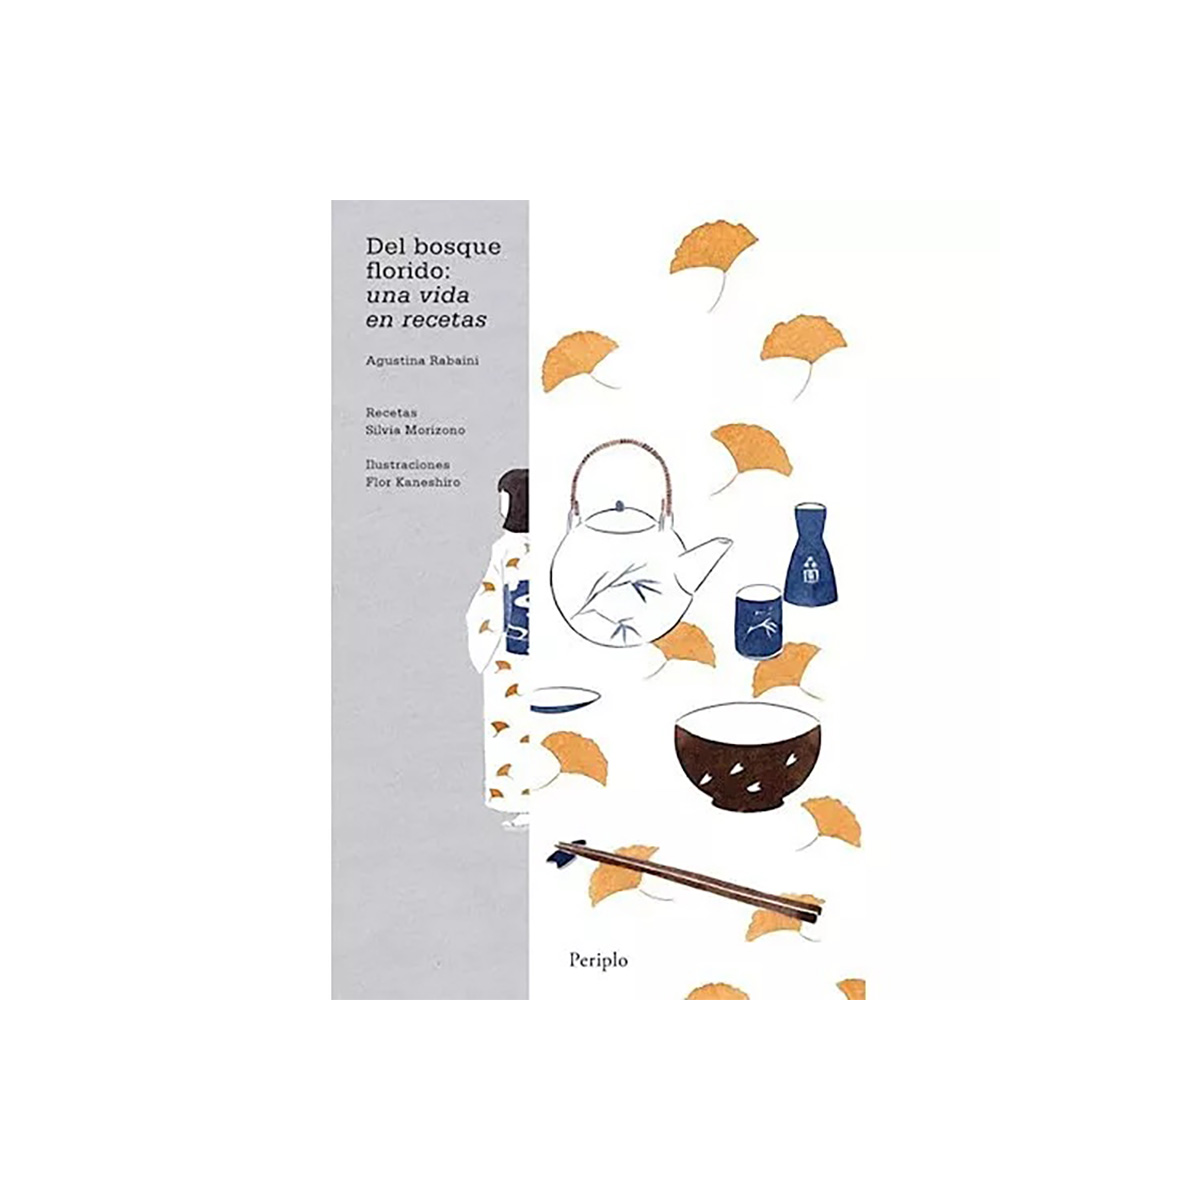 Del bosque
florido:
una vida
en recetas
Agustina Rabaini
Recetas
Silvia Morizono
Ilustraciones
Flor Kaneshiro
Periplo